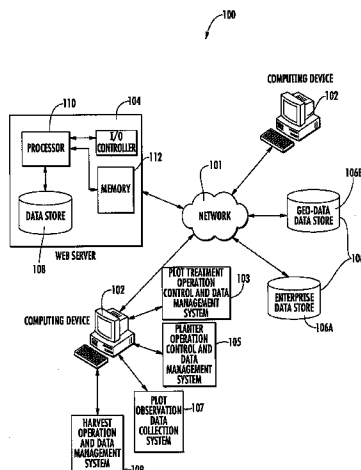 100
COMPUTING DEVICE
102
110
104
PROCESSOR
I/O
CONTROLLER
112
MEMORY
DATA STORE
108
WEB SERVER
101
NETWORK
106B
GEO-DATA
DATA STORE
ENTERPRISE
DATA STORE
106A
COMPUTING DEVICE
102
PLOT TREATMENT
OPERATION
CONTROL AND DATA
MANAGEMENT
SYSTEM
103
PLANTER
OPERATION
CONTROL AND
DATA
MANAGEMENT
SYSTEM
105
PLOT
OBSERVATION
DATA
COLLECTION
SYSTEM
107
HARVEST
OPERATION
AND DATA
MANAGEMENT
SYSTEM